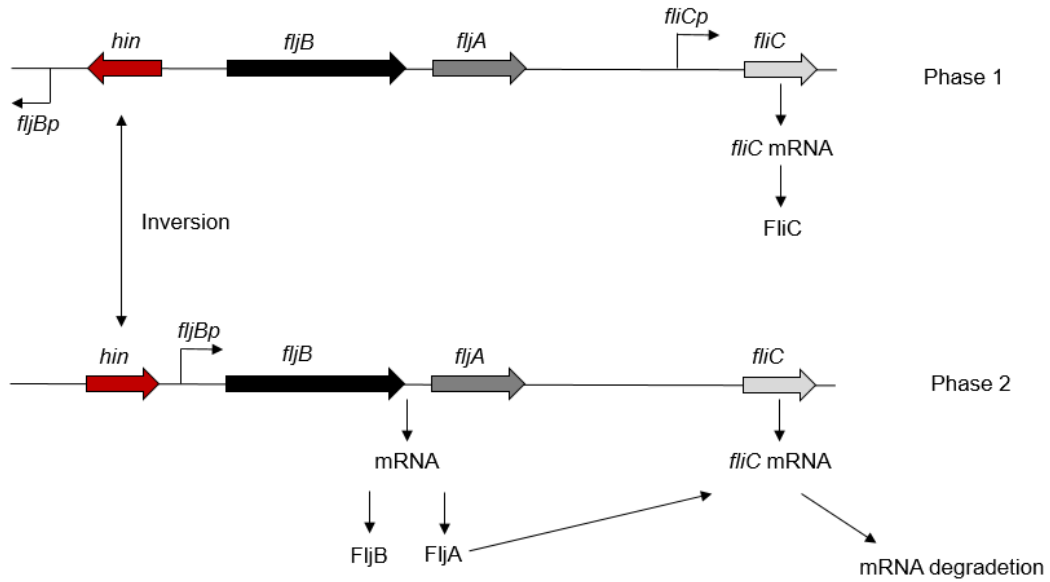 fliCp
hin
fljB
fljA
fliC
Phase 1
fljBp
fliC mRNA
Inversion
FliC
fljBp
hin
fljB
fljA
fliC
Phase 2
mRNA
fliC mRNA
FljB
FljA
mRNA degradetion